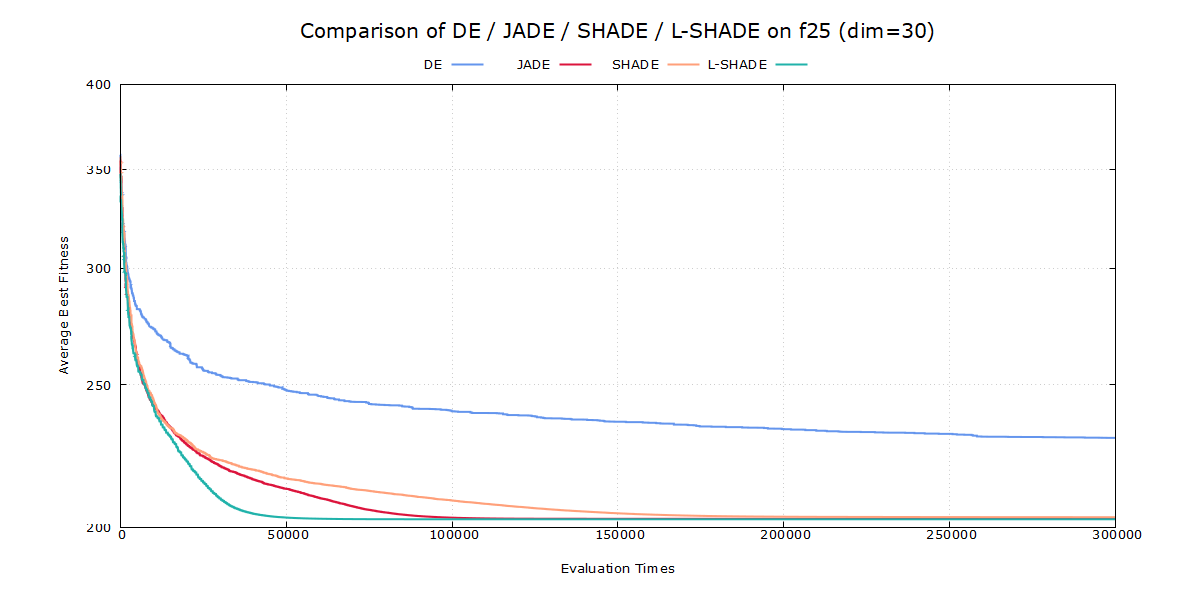 Comparison of DE / JADE / SHADE / L-SHADE on f25 (dim=30)
DE JADE SHADE L-SHADE
400
350
300
250
200
Average Best Fitness
0 50000 100000 150000 200000 250000 300000
Evaluation Times